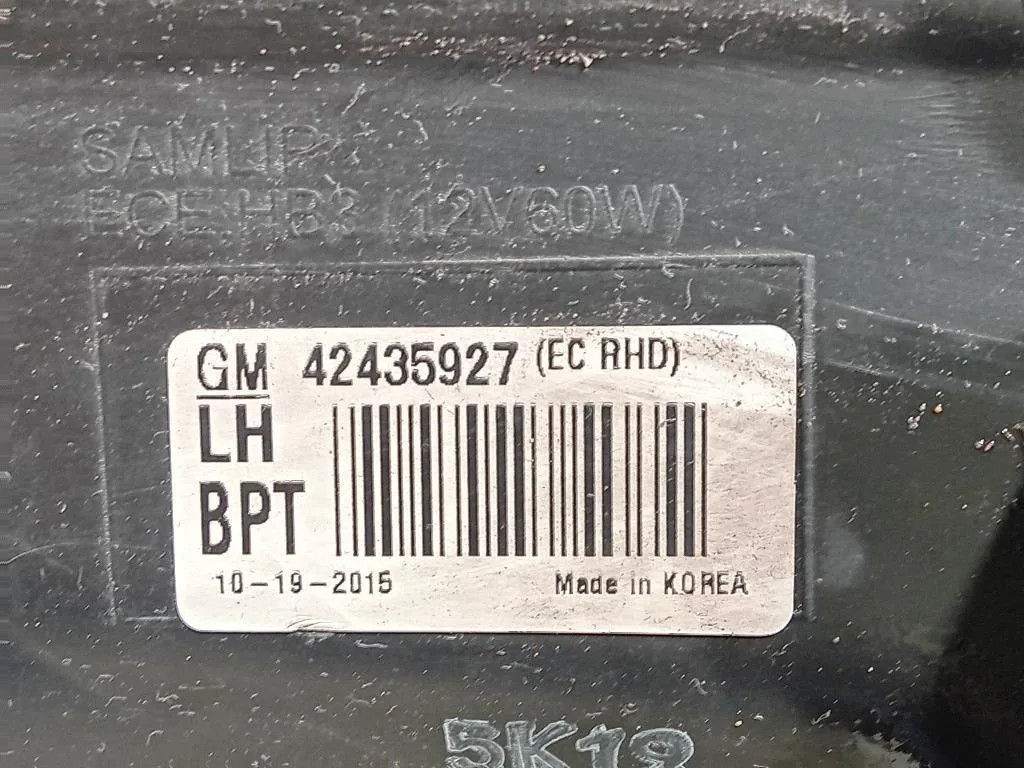 SAMLIP
ECE HB3 (12V60W)
GM 42435927 (EC RHD)
LH
BPT
10-19-2015 Made in KOREA
5K19